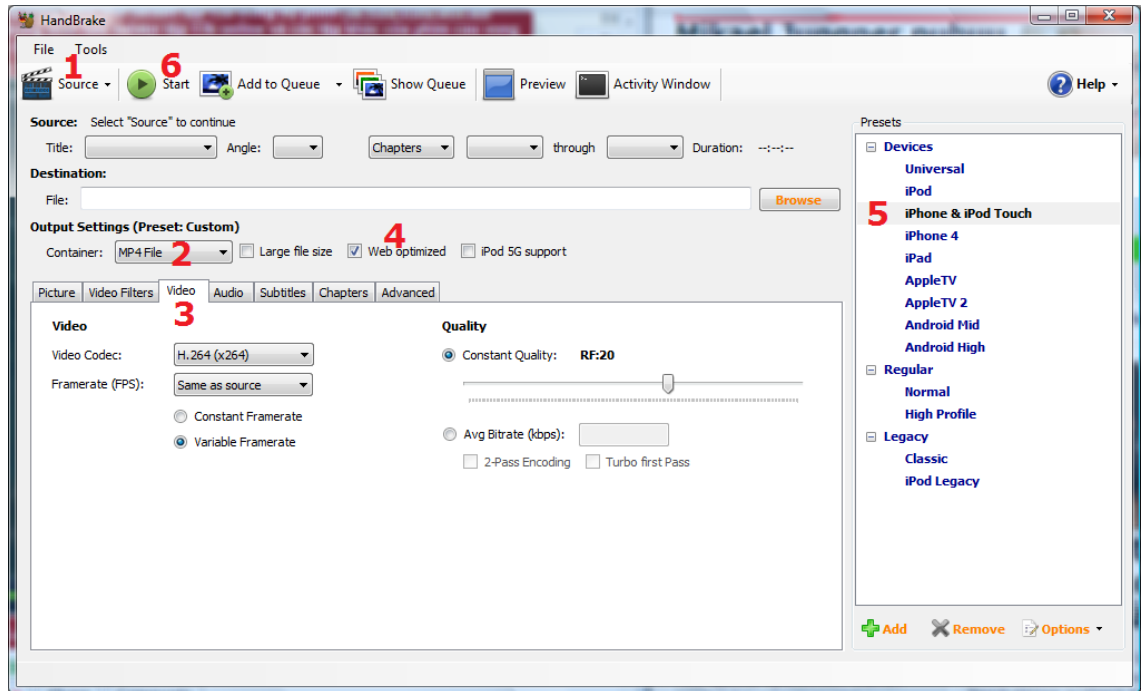 HandBrake
File Tools
1 6
Source Start Add to Queue Show Queue Preview Activity Window Help
Source: Select "Source" to continue
Title: Angle: Chapters through Duration: --:--:--
Destination:
File: Browse
Output Settings (Preset: Custom)
4
Container: MP4 File 2 Large file size Web optimized iPod 5G support
Picture Video Filters Video Audio Subtitles Chapters Advanced
3
Video Quality
Video Codec: H.264 (x264) Constant Quality: RF:20
Framerate (FPS): Same as source
Constant Framerate
Variable Framerate
Avg Bitrate (kbps):
2-Pass Encoding Turbo first Pass
Presets
Devices
Universal
iPod
5 iPhone & iPod Touch
iPhone 4
iPad
AppleTV
AppleTV 2
Android Mid
Android High
Regular
Normal
High Profile
Legacy
Classic
iPod Legacy
Add Remove Options